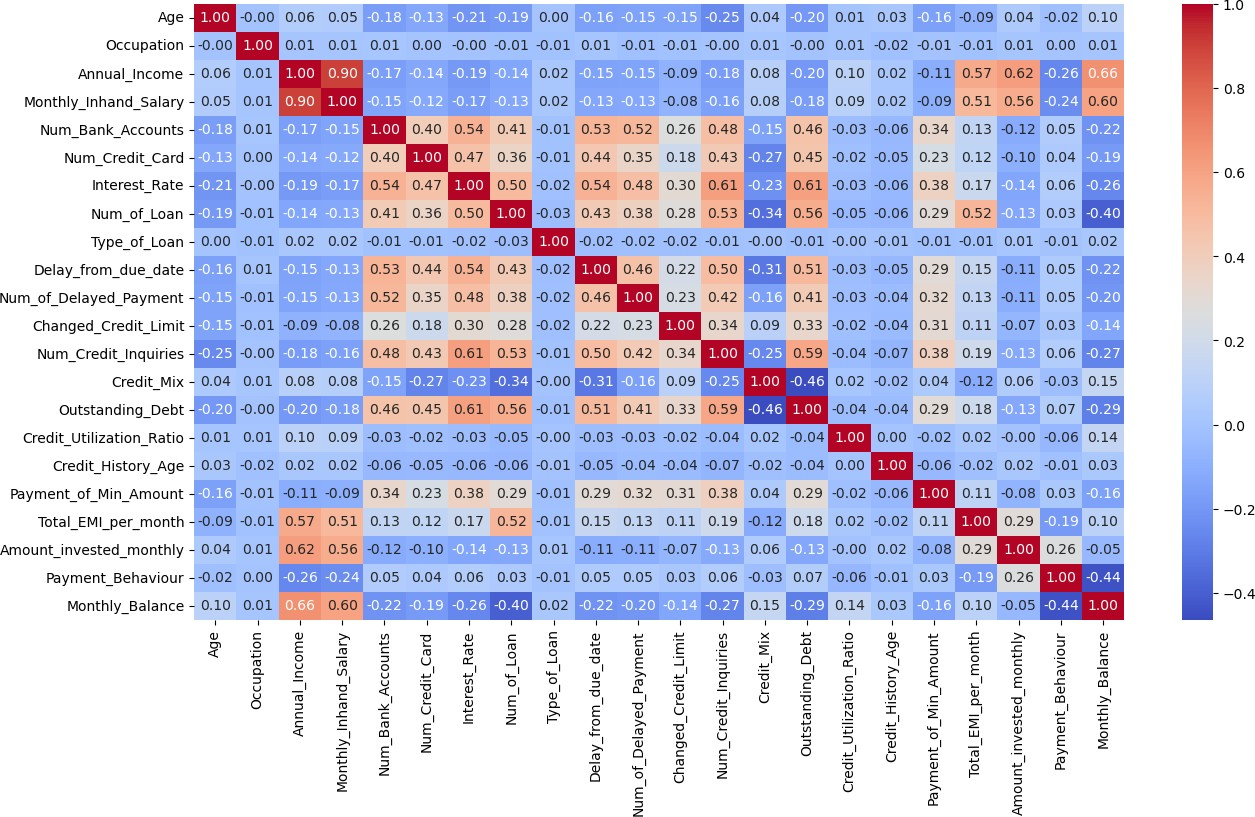 Age 1.00 -0.00 0.06 0.05 -0.18 -0.13 -0.21 -0.19 0.00 -0.16 -0.15 -0.15 -0.25 0.04 -0.20 0.01 0.03 -0.16 -0.09 0.04 -0.02 0.10
Occupation -0.00 1.00 0.01 0.01 0.01 0.00 -0.00 -0.01 -0.01 0.01 -0.01 -0.01 -0.00 0.01 -0.00 0.01 -0.02 -0.01 -0.01 0.01 0.00 0.01
Annual_Income 0.06 0.01 1.00 0.90 -0.17 -0.14 -0.19 -0.14 0.02 -0.15 -0.15 -0.09 -0.18 0.08 -0.20 0.10 0.02 -0.11 0.57 0.62 -0.26 0.66
Monthly_Inhand_Salary 0.05 0.01 0.90 1.00 -0.15 -0.12 -0.17 -0.13 0.02 -0.13 -0.13 -0.08 -0.16 0.08 -0.18 0.09 0.02 -0.09 0.51 0.56 -0.24 0.60
Num_Bank_Accounts -0.18 0.01 -0.17 -0.15 1.00 0.40 0.54 0.41 -0.01 0.53 0.52 0.26 0.48 -0.15 0.46 -0.03 -0.06 0.34 0.13 -0.12 0.05 -0.22
Num_Credit_Card -0.13 0.00 -0.14 -0.12 0.40 1.00 0.47 0.36 -0.01 0.44 0.35 0.18 0.43 -0.27 0.45 -0.02 -0.05 0.23 0.12 -0.10 0.04 -0.19
Interest_Rate -0.21 -0.00 -0.19 -0.17 0.54 0.47 1.00 0.50 -0.02 0.54 0.48 0.30 0.61 -0.23 0.61 -0.03 -0.06 0.38 0.17 -0.14 0.06 -0.26
Num_of_Loan -0.19 -0.01 -0.14 -0.13 0.41 0.36 0.50 1.00 -0.03 0.43 0.38 0.28 0.53 -0.34 0.56 -0.05 -0.06 0.29 0.52 -0.13 0.03 -0.40
Type_of_Loan 0.00 -0.01 0.02 0.02 -0.01 -0.01 -0.02 -0.03 1.00 -0.02 -0.02 -0.02 -0.01 -0.00 -0.01 -0.00 -0.01 -0.01 -0.01 0.01 -0.01 0.02
Delay_from_due_date -0.16 0.01 -0.15 -0.13 0.53 0.44 0.54 0.43 -0.02 1.00 0.46 0.22 0.50 -0.31 0.51 -0.03 -0.05 0.29 0.15 -0.11 0.05 -0.22
Num_of_Delayed_Payment -0.15 -0.01 -0.15 -0.13 0.52 0.35 0.48 0.38 -0.02 0.46 1.00 0.23 0.42 -0.16 0.41 -0.03 -0.04 0.32 0.13 -0.11 0.05 -0.20
Changed_Credit_Limit -0.15 -0.01 -0.09 -0.08 0.26 0.18 0.30 0.28 -0.02 0.22 0.23 1.00 0.34 0.09 0.33 -0.02 -0.04 0.31 0.11 -0.07 0.03 -0.14
Num_Credit_Inquiries -0.25 -0.00 -0.18 -0.16 0.48 0.43 0.61 0.53 -0.01 0.50 0.42 0.34 1.00 -0.25 0.59 -0.04 -0.07 0.38 0.19 -0.13 0.06 -0.27
Credit_Mix 0.04 0.01 0.08 0.08 -0.15 -0.27 -0.23 -0.34 -0.00 -0.31 -0.16 0.09 -0.25 1.00 -0.46 0.02 -0.02 0.04 -0.12 0.06 -0.03 0.15
Outstanding_Debt -0.20 -0.00 -0.20 -0.18 0.46 0.45 0.61 0.56 -0.01 0.51 0.41 0.33 0.59 -0.46 1.00 -0.04 -0.04 0.29 0.18 -0.13 0.07 -0.29
Credit_Utilization_Ratio 0.01 0.01 0.10 0.09 -0.03 -0.02 -0.03 -0.05 -0.00 -0.03 -0.03 -0.02 -0.04 0.02 -0.04 1.00 0.00 -0.02 0.02 -0.00 -0.06 0.14
Credit_History_Age 0.03 -0.02 0.02 0.02 -0.06 -0.05 -0.06 -0.06 -0.01 -0.05 -0.04 -0.04 -0.07 -0.02 -0.04 0.00 1.00 -0.06 -0.02 0.02 -0.01 0.03
Payment_of_Min_Amount -0.16 -0.01 -0.11 -0.09 0.34 0.23 0.38 0.29 -0.01 0.29 0.32 0.31 0.38 0.04 0.29 -0.02 -0.06 1.00 0.11 -0.08 0.03 -0.16
Total_EMI_per_month -0.09 -0.01 0.57 0.51 0.13 0.12 0.17 0.52 -0.01 0.15 0.13 0.11 0.19 -0.12 0.18 0.02 -0.02 0.11 1.00 0.29 -0.19 0.10
Amount_invested_monthly 0.04 0.01 0.62 0.56 -0.12 -0.10 -0.14 -0.13 0.01 -0.11 -0.11 -0.07 -0.13 0.06 -0.13 -0.00 0.02 -0.08 0.29 1.00 0.26 -0.05
Payment_Behaviour -0.02 0.00 -0.26 -0.24 0.05 0.04 0.06 0.03 -0.01 0.05 0.05 0.03 0.06 -0.03 0.07 -0.06 -0.01 0.03 -0.19 0.26 1.00 -0.44
Monthly_Balance 0.10 0.01 0.66 0.60 -0.22 -0.19 -0.26 -0.40 0.02 -0.22 -0.20 -0.14 -0.27 0.15 -0.29 0.14 0.03 -0.16 0.10 -0.05 -0.44 1.00
Age
Occupation
Annual_Income
Monthly_Inhand_Salary
Num_Bank_Accounts
Num_Credit_Card
Interest_Rate
Num_of_Loan
Type_of_Loan
Delay_from_due_date
Num_of_Delayed_Payment
Changed_Credit_Limit
Num_Credit_Inquiries
Credit_Mix
Outstanding_Debt
Credit_Utilization_Ratio
Credit_History_Age
Payment_of_Min_Amount
Total_EMI_per_month
Amount_invested_monthly
Payment_Behaviour
Monthly_Balance
1.0
0.8
0.6
0.4
0.2
0.0
−0.2
−0.4